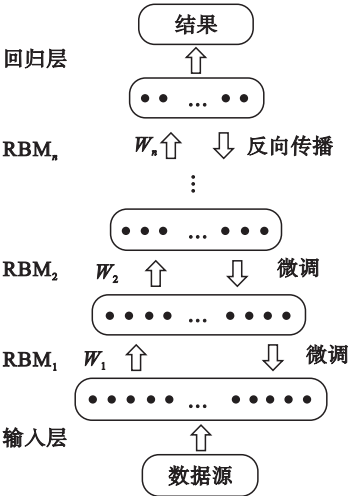 结果
回归层
... 
RBMₙ Wₙ 反向传播
⋮
...
RBM₂ W₂ 微调
...
RBM₁ W₁ 微调
...
输入层
数据源